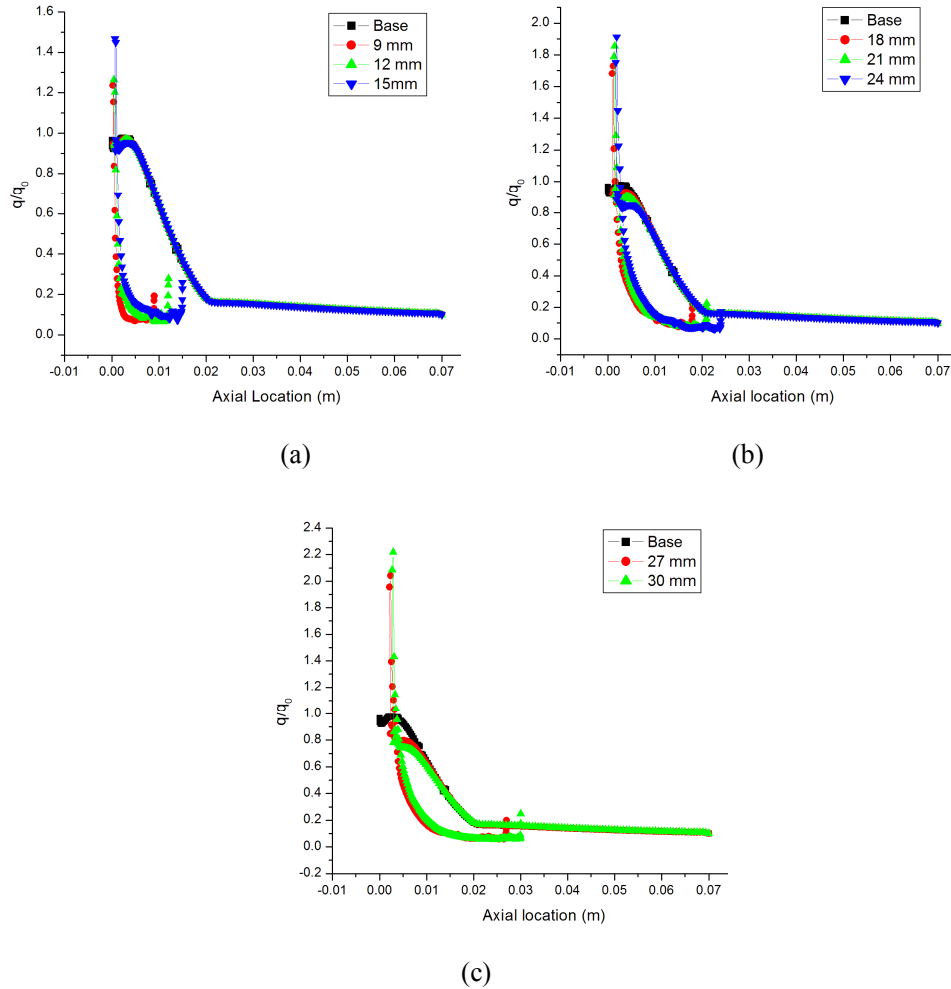 1.6
1.4
1.2
1.0
0.8
0.6
0.4
0.2
0.0
q/q0
Base
9 mm
12 mm
15mm
-0.01 0.00 0.01 0.02 0.03 0.04 0.05 0.06 0.07
Axial Location (m)
(a)
2.0
1.8
1.6
1.4
1.2
1.0
0.8
0.6
0.4
0.2
0.0
q/q0
Base
18 mm
21 mm
24 mm
-0.01 0.00 0.01 0.02 0.03 0.04 0.05 0.06 0.07
Axial location (m)
(b)
2.4
2.2
2.0
1.8
1.6
1.4
1.2
1.0
0.8
0.6
0.4
0.2
0.0
-0.2
q/q0
Base
27 mm
30 mm
-0.01 0.00 0.01 0.02 0.03 0.04 0.05 0.06 0.07
Axial location (m)
(c)